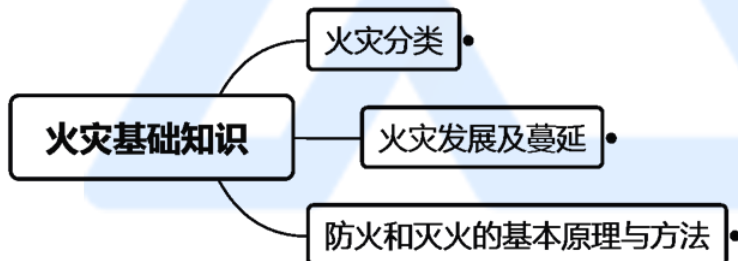 火灾分类
火灾基础知识
火灾发展及蔓延
防火和灭火的基本原理与方法